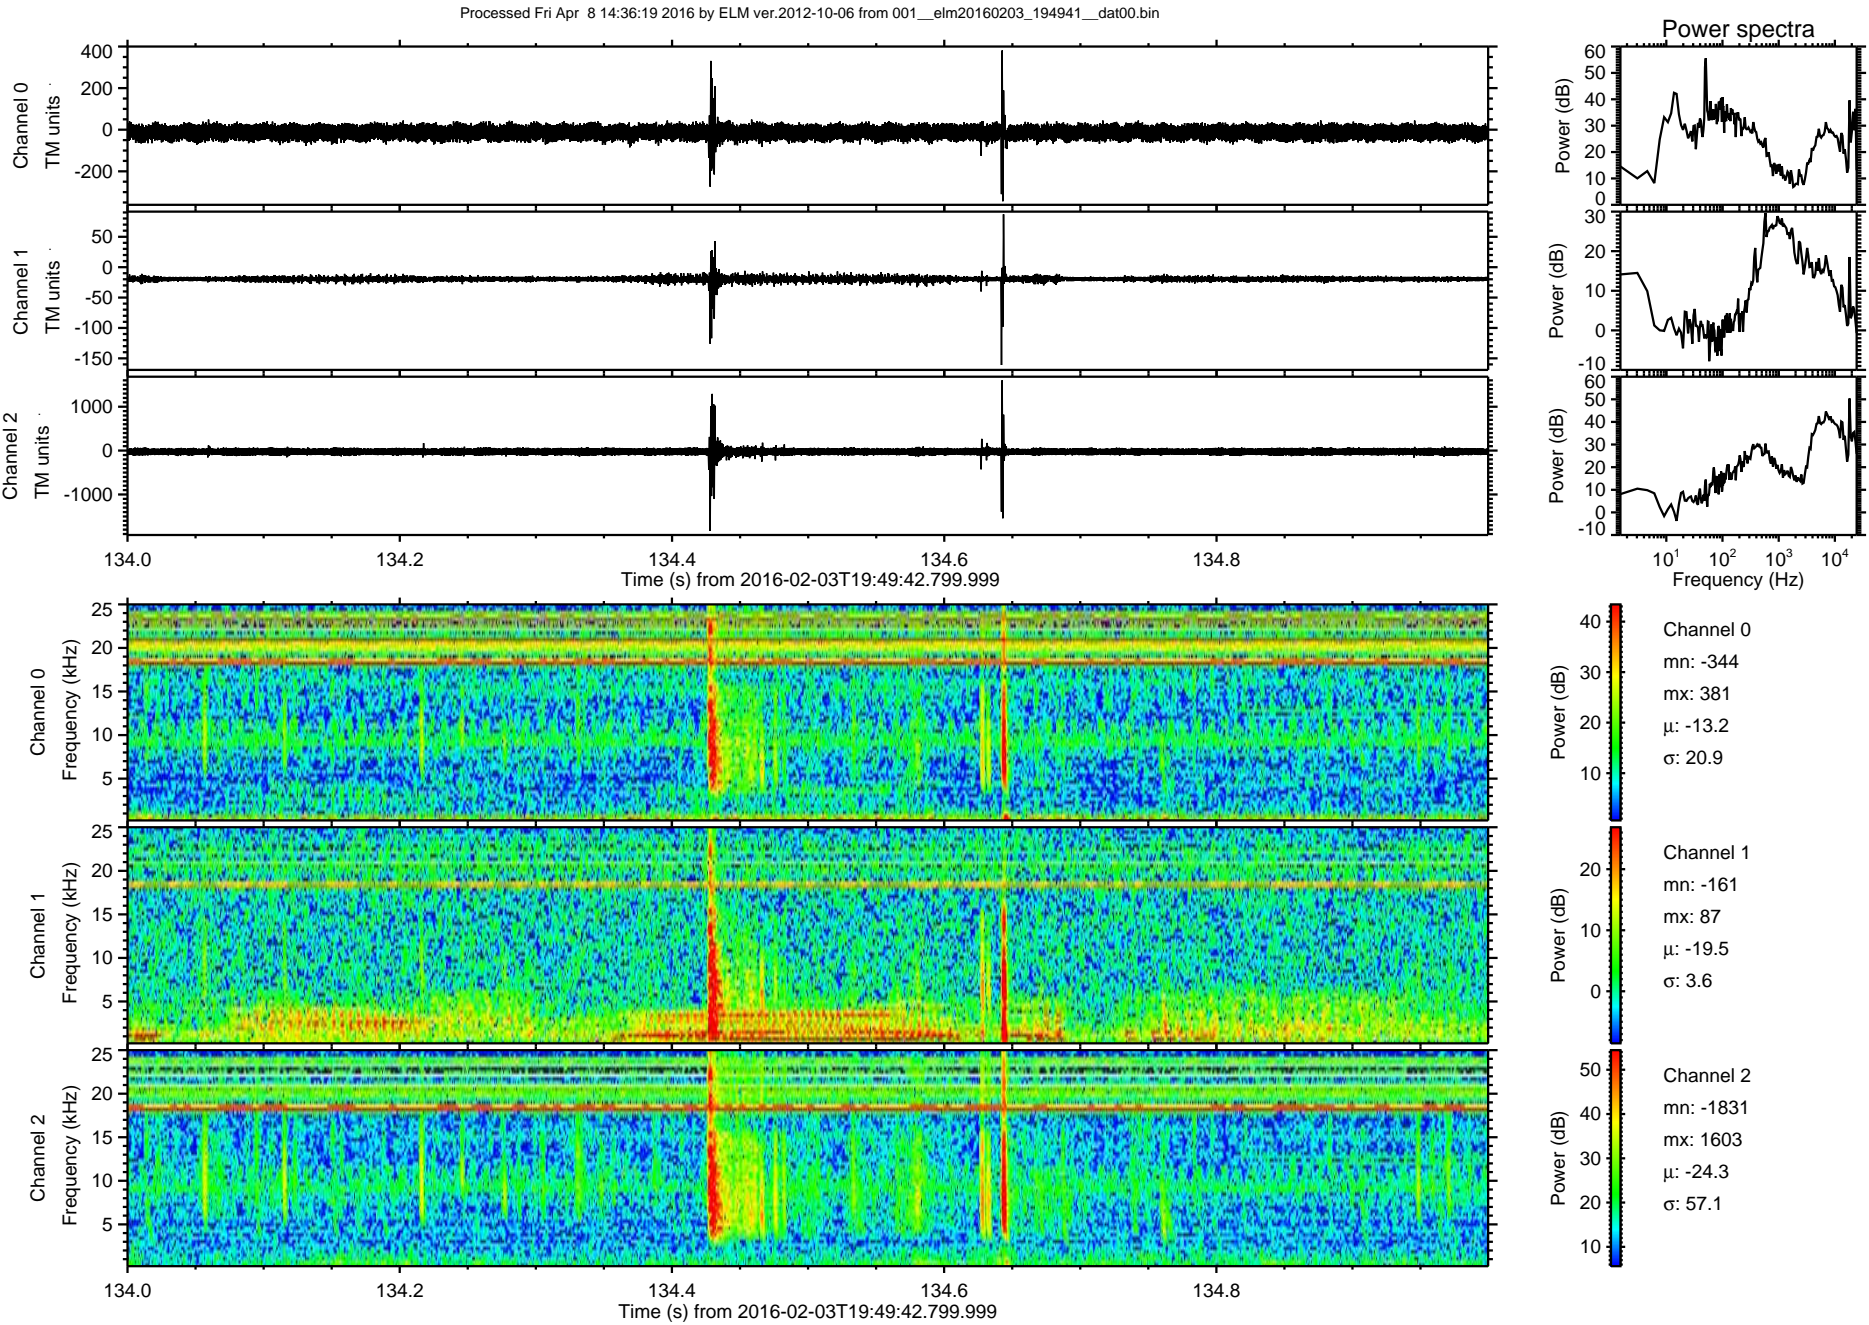 Processed Fri Apr  8 14:36:19 2016 by ELM ver.2012-10-06 from 001__elm20160203_194941__dat00.bin
Power spectra
Channel 0
TM units
400
200
0
-200
Power (dB)
60
50
40
30
20
10
0
Channel 1
TM units
50
0
-50
-100
-150
Power (dB)
30
20
10
0
-10
Channel 2
TM units
1000
0
-1000
Power (dB)
60
50
40
30
20
10
0
-10
134.0 134.2 134.4 134.6 134.8
Time (s) from 2016-02-03T19:49:42.799.999
10^1 10^2 10^3 10^4
Frequency (Hz)
Channel 0
Frequency (kHz)
25
20
15
10
5
Power (dB)
40
30
20
10
Channel 0
mn: -344
mx: 381
μ: -13.2
σ: 20.9
Channel 1
Frequency (kHz)
25
20
15
10
5
Power (dB)
20
10
0
Channel 1
mn: -161
mx: 87
μ: -19.5
σ: 3.6
Channel 2
Frequency (kHz)
25
20
15
10
5
Power (dB)
50
40
30
20
10
Channel 2
mn: -1831
mx: 1603
μ: -24.3
σ: 57.1
134.0 134.2 134.4 134.6 134.8
Time (s) from 2016-02-03T19:49:42.799.999